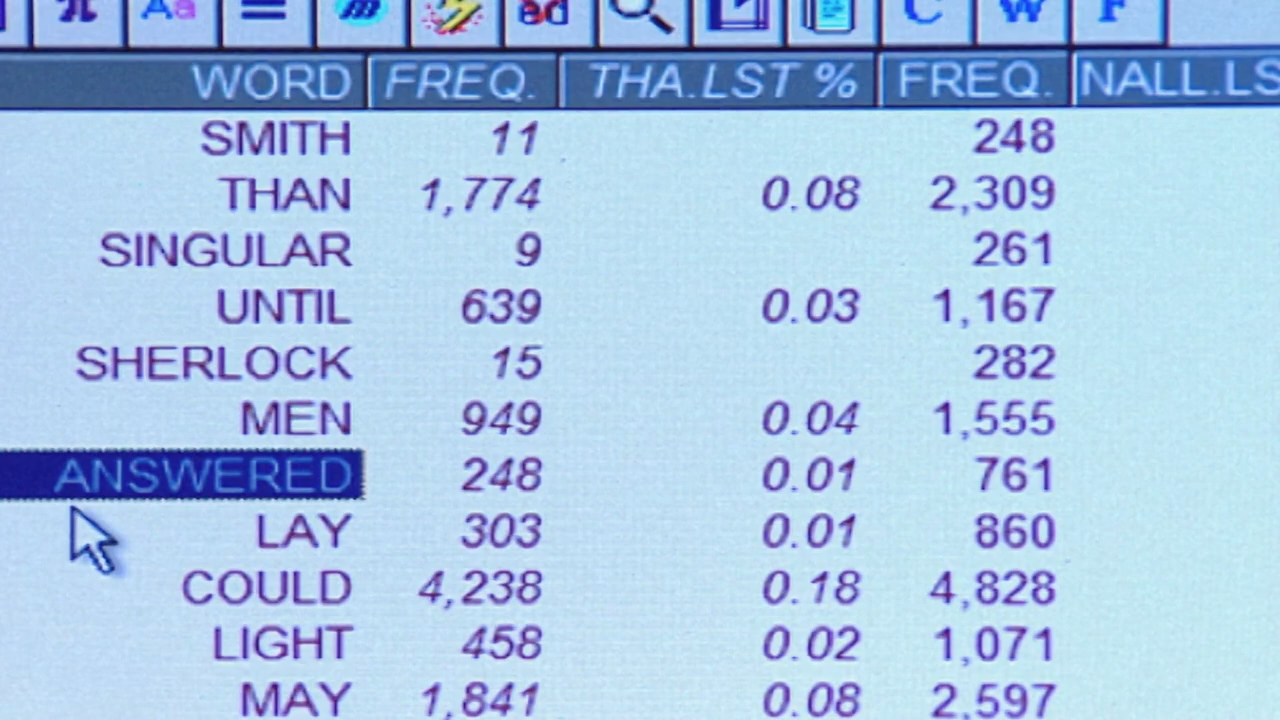 π Aa = m ad C W F
WORD FREQ. THA.LST % FREQ. NALL.LS
SMITH 11 248
THAN 1,774 0.08 2,309
SINGULAR 9 261
UNTIL 639 0.03 1,167
SHERLOCK 15 282
MEN 949 0.04 1,555
ANSWERED 248 0.01 761
LAY 303 0.01 860
COULD 4,238 0.18 4,828
LIGHT 458 0.02 1,071
MAY 1,841 0.08 2,597